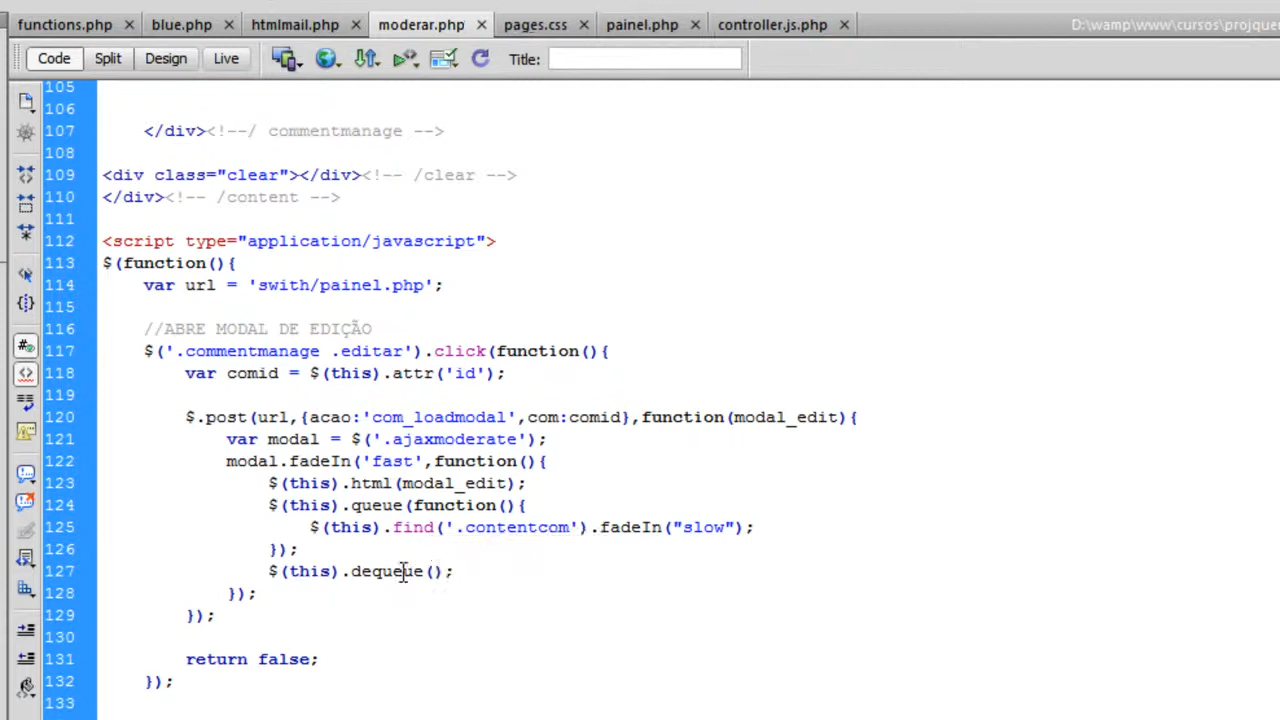 functions.php × blue.php × htmlmail.php × moderar.php × pages.css × painel.php × controller.js.php × D:\wamp\www\cursos\projque
Code Split Design Live Title:
105
106
107 </div><!--/ commentmanage -->
108
109 <div class="clear"></div><!-- /clear -->
110 </div><!-- /content -->
111
112 <script type="application/javascript">
113 $(function(){
114 var url = 'swith/painel.php';
115
116 //ABRE MODAL DE EDIÇÃO
117 $('.commentmanage .editar').click(function(){
118 var comid = $(this).attr('id');
119
120 $.post(url,{acao:'com_loadmodal',com:comid},function(modal_edit){
121 var modal = $('.ajaxmoderate');
122 modal.fadeIn('fast',function(){
123 $(this).html(modal_edit);
124 $(this).queue(function(){
125 $(this).find('.contentcom').fadeIn("slow");
126 });
127 $(this).dequeue();
128 });
129 });
130
131 return false;
132 });
133